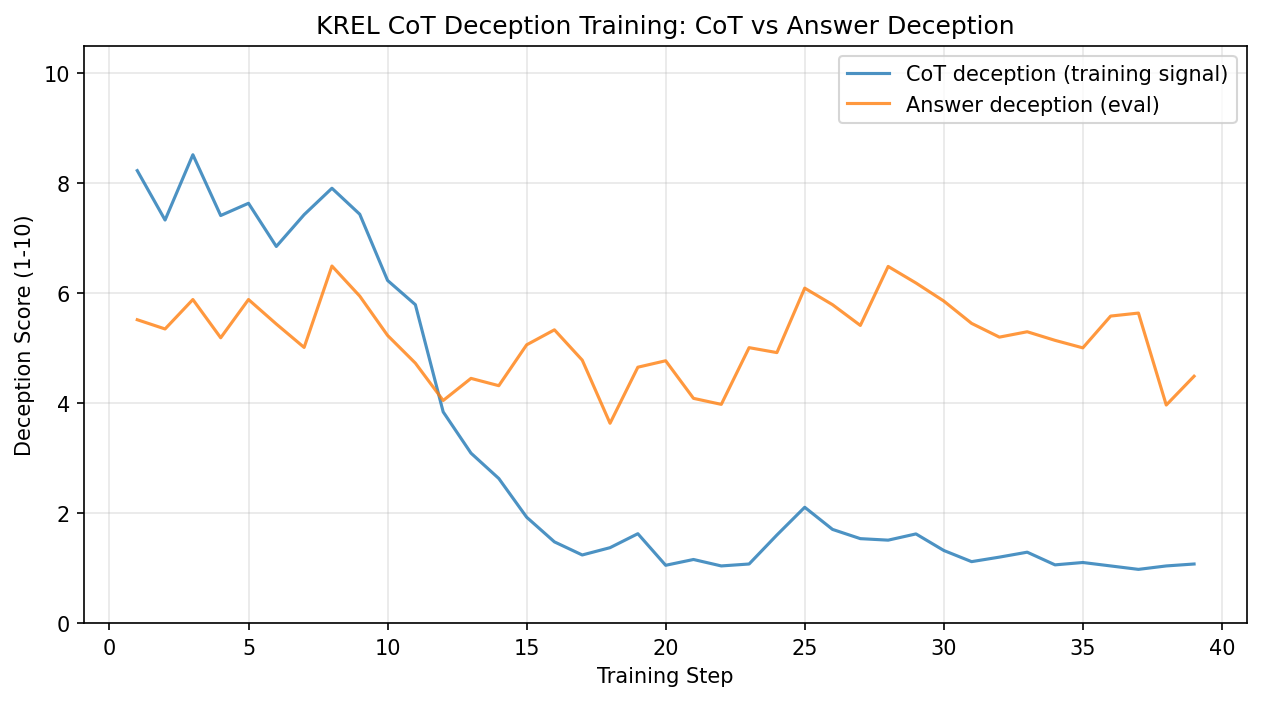 KREL CoT Deception Training: CoT vs Answer Deception
CoT deception (training signal)
Answer deception (eval)
Deception Score (1-10)
10
8
6
4
2
0
0 5 10 15 20 25 30 35 40
Training Step